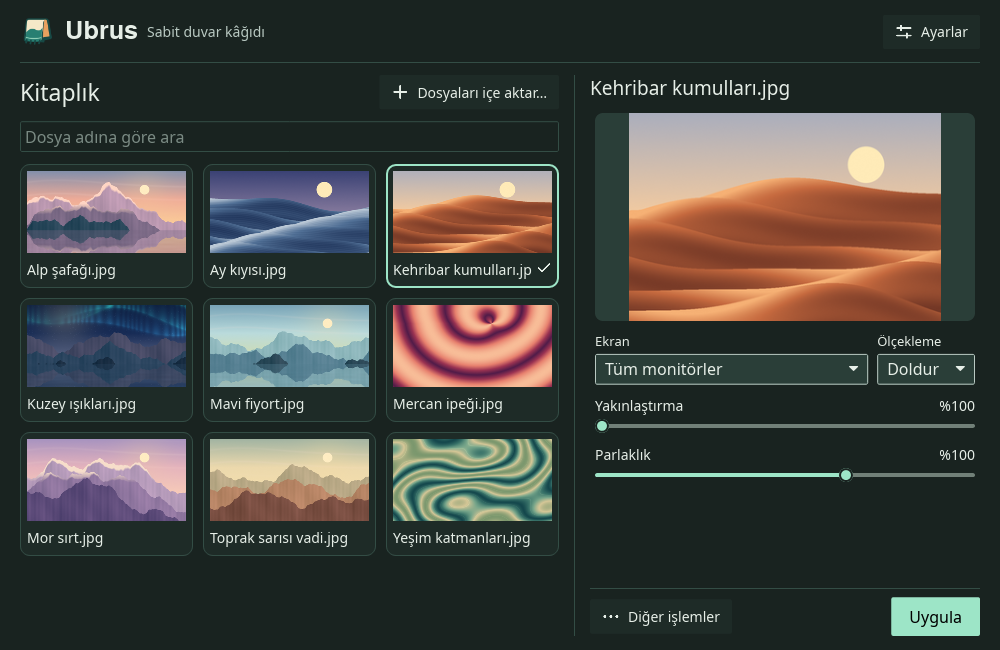 Ubrus Sabit duvar kâğıdı
Ayarlar
Kitaplık
Dosyaları içe aktar...
Dosya adına göre ara
Alp şafağı.jpg
Ay kıyısı.jpg
Kehribar kumulları.jp
Kuzey ışıkları.jpg
Mavi fiyort.jpg
Mercan ipeği.jpg
Mor sırt.jpg
Toprak sarısı vadi.jpg
Yeşim katmanları.jpg
Kehribar kumulları.jpg
Ekran
Ölçekleme
Tüm monitörler
Doldur
Yakınlaştırma
%100
Parlaklık
%100
Diğer işlemler
Uygula